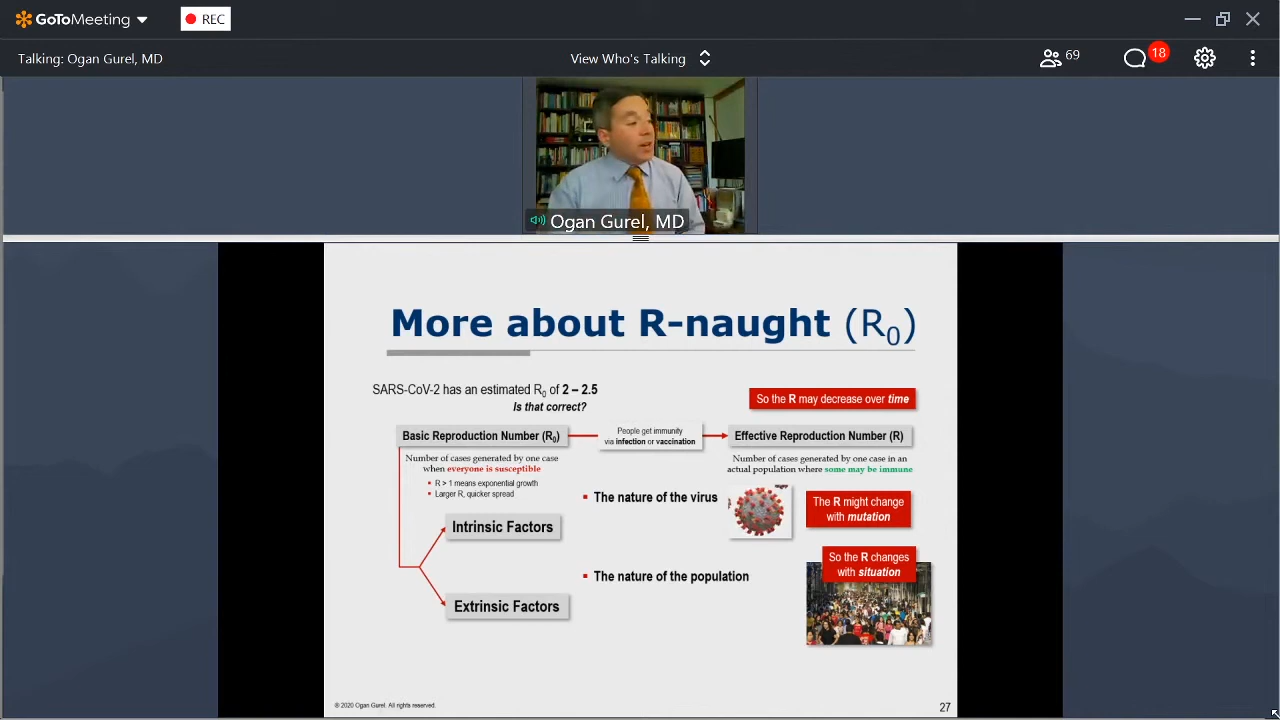 GoToMeeting
REC
Talking: Ogan Gurel, MD
View Who's Talking
69
18
Ogan Gurel, MD
More about R-naught (R0)
SARS-CoV-2 has an estimated R0 of 2 – 2.5
Is that correct?
So the R may decrease over time
Basic Reproduction Number (R0)
People get immunity
via infection or vaccination
Effective Reproduction Number (R)
Number of cases generated by one case
when everyone is susceptible
Number of cases generated by one case in an
actual population where some may be immune
R > 1 means exponential growth
Larger R, quicker spread
The nature of the virus
The R might change
with mutation
Intrinsic Factors
So the R changes
with situation
The nature of the population
Extrinsic Factors
® 2020 Ogan Gurel. All rights reserved.
27